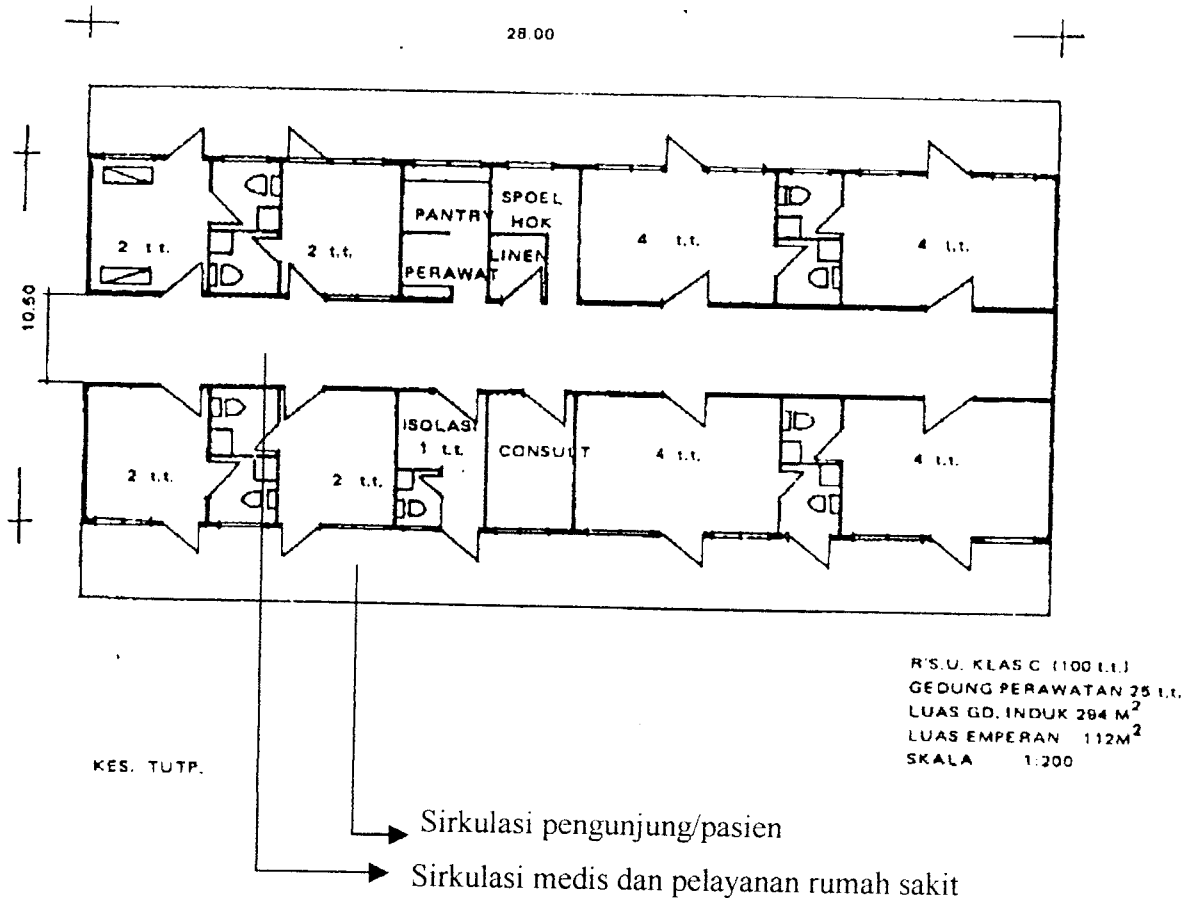 28.00
10.50
2 t.t.
2 t.t.
PANTRY
PERAWAT
SPOEL
HOK
LINEN
4 t.t.
4 t.t.
2 t.t.
2 t.t.
ISOLASI
1 t.t.
CONSULT
4 t.t.
4 t.t.
R.S.U. KLAS C (100 t.t.)
GEDUNG PERAWATAN 25 t.t.
LUAS GD. INDUK 294 M²
LUAS EMPERAN 112M²
SKALA 1:200
KES. TUTP.
Sirkulasi pengunjung/pasien
Sirkulasi medis dan pelayanan rumah sakit